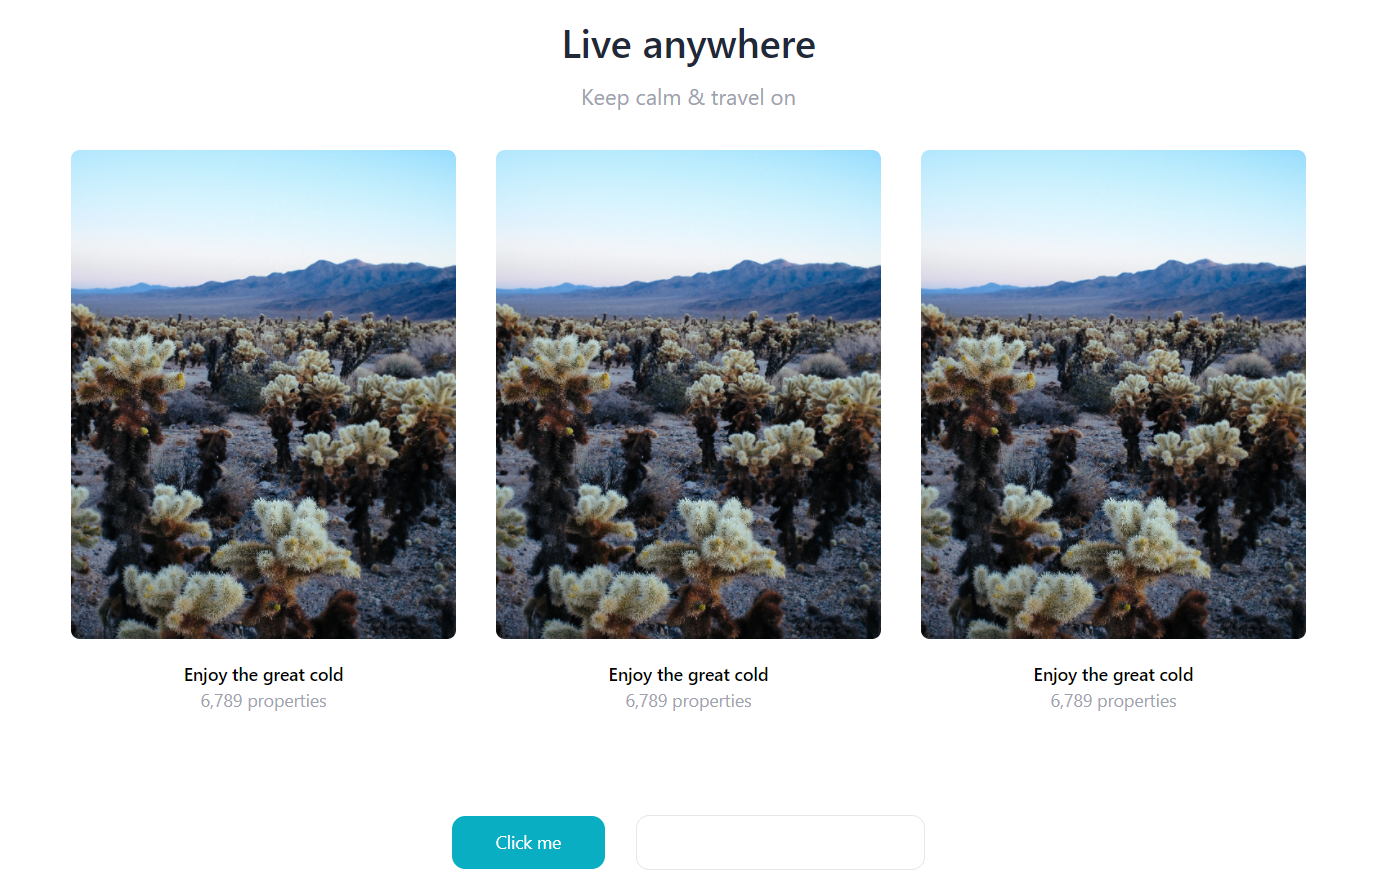 Live anywhere
Keep calm & travel on
Enjoy the great cold
6,789 properties
Enjoy the great cold
6,789 properties
Enjoy the great cold
6,789 properties
Click me